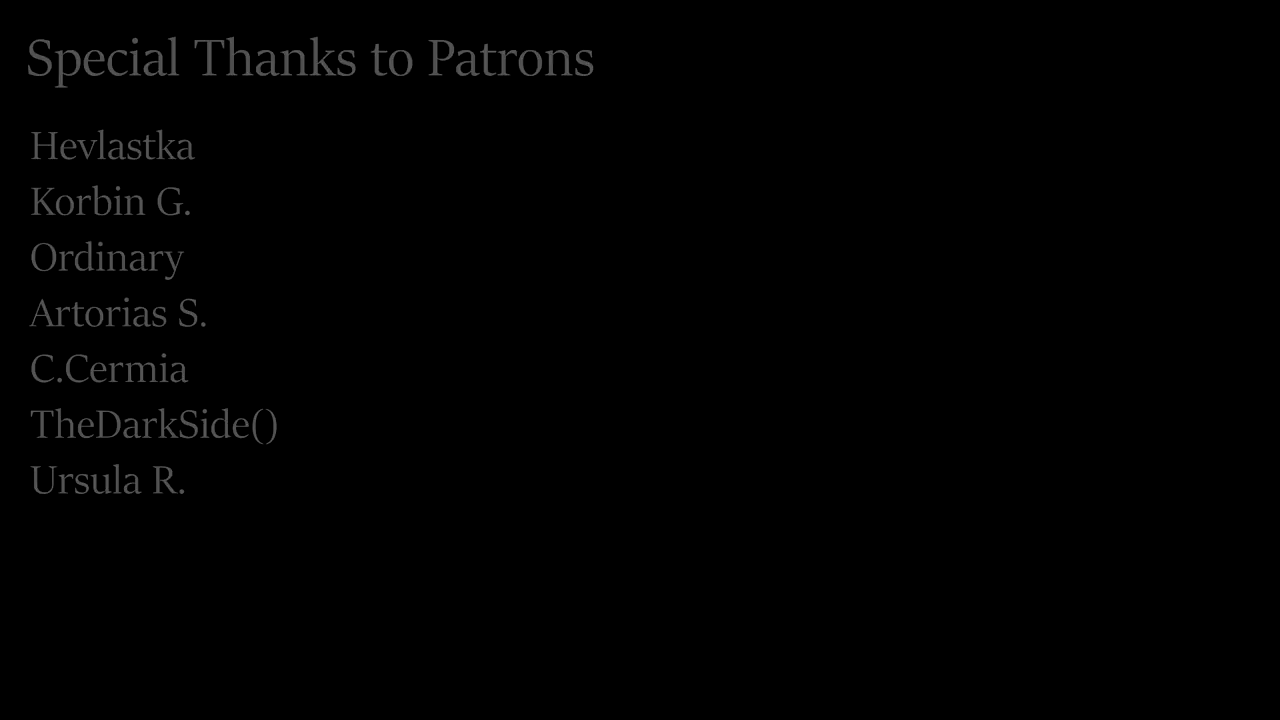 Special Thanks to Patrons
Hevlastka
Korbin G.
Ordinary
Artorias S.
C.Cermia
TheDarkSide()
Ursula R.